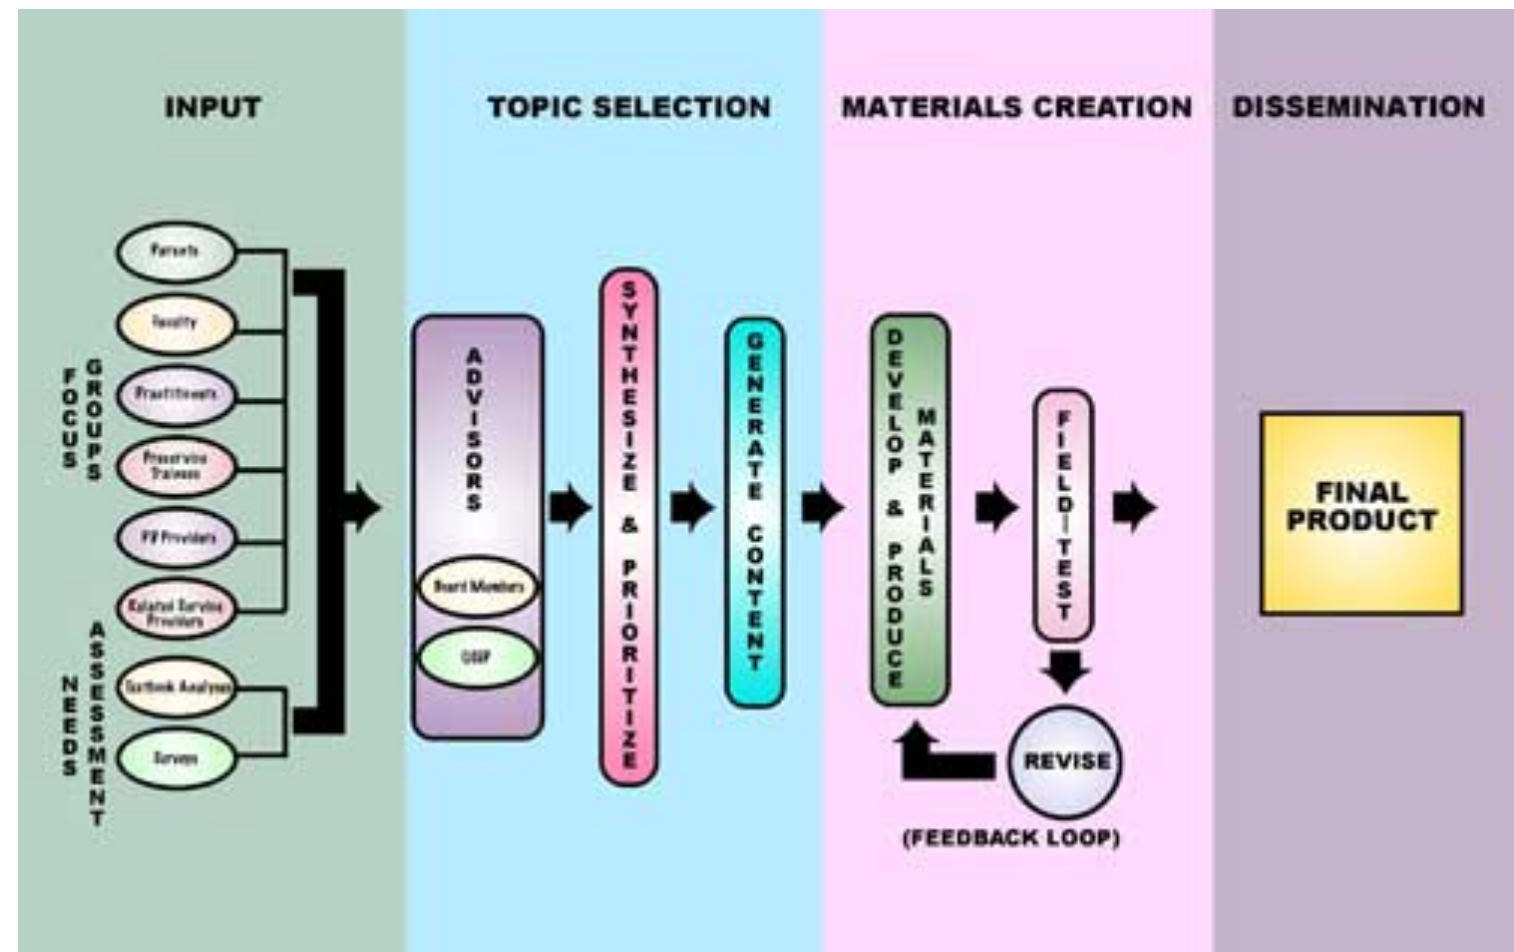 INPUT
TOPIC SELECTION
MATERIALS CREATION
DISSEMINATION
FOCUS
GROUPS
Parents
Faculty
Practitioners
Preservice
Trainees
Providers
Related Service
Providers
NEEDS
ASSESSMENT
Textbook Analyses
Surveys
ADVISORS
Board Members
SYNTHESIZE & PRIORITIZE
GENERATE CONTENT
DEVELOP & PRODUCE
MATERIALS
FIELD TEST
REVISE
(FEEDBACK LOOP)
FINAL
PRODUCT